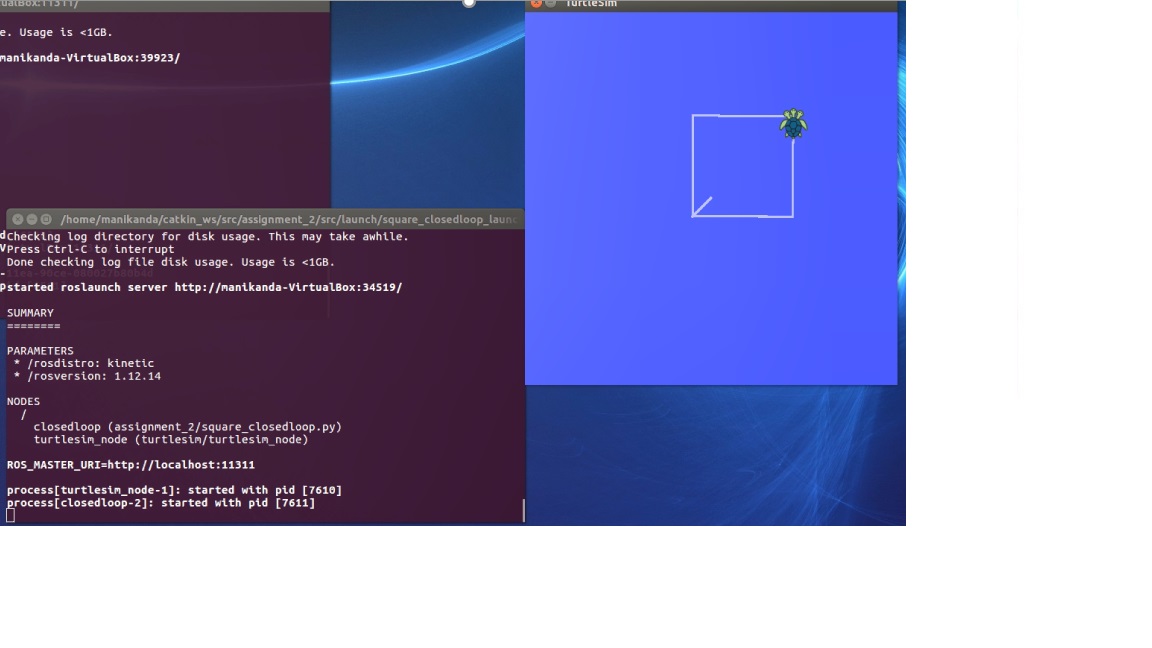 ualBox:11311/
e. Usage is <1GB.
manikanda-VirtualBox:39923/
TurtleSim
/home/manikanda/catkin_ws/src/assignment_2/src/launch/square_closedloop_launc
Checking log directory for disk usage. This may take awhile.
Press Ctrl-C to interrupt
Done checking log file disk usage. Usage is <1GB.
started roslaunch server http://manikanda-VirtualBox:34519/
SUMMARY
========
PARAMETERS
* /rosdistro: kinetic
* /rosversion: 1.12.14
NODES
/
closedloop (assignment_2/square_closedloop.py)
turtlesim_node (turtlesim/turtlesim_node)
ROS_MASTER_URI=http://localhost:11311
process[turtlesim_node-1]: started with pid [7610]
process[closedloop-2]: started with pid [7611]